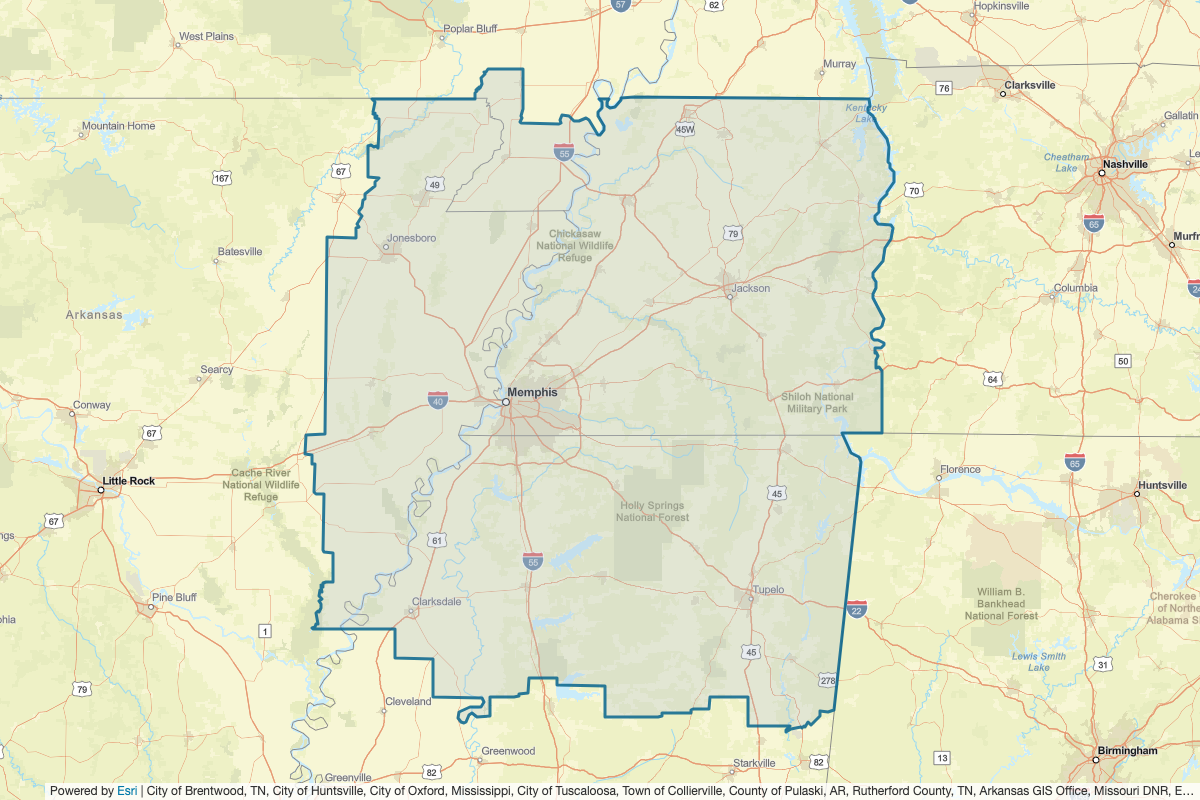 57
62
Hopkinsville
Poplar Bluff
West Plains
Murray
Clarksville
76
Kentucky
Lake
Gallatin
Mountain Home
45W
Nashville
55
Cheatham
Lake
Le
67
167
49
70
65
Jonesboro
Chickasaw
National Wildlife
Refuge
79
Murfr
Batesville
Jackson
Columbia
24
Arkansas
50
Searcy
64
Memphis
40
Shiloh National
Military Park
Conway
67
65
Florence
Little Rock
Cache River
National Wildlife
Refuge
Huntsville
45
67
Holly Springs
National Forest
ngs
61
55
Tupelo
Pine Bluff
Clarksdale
22
William B.
Bankhead
National Forest
Cherokee
of Northe
Alabama S
phia
1
45
Lewis Smith
Lake
31
278
79
Cleveland
Greenwood
Birmingham
13
82
82
Starkville
Greenville
Powered by Esri | City of Brentwood, TN, City of Huntsville, City of Oxford, Mississippi, City of Tuscaloosa, Town of Collierville, County of Pulaski, AR, Rutherford County, TN, Arkansas GIS Office, Missouri DNR, E...